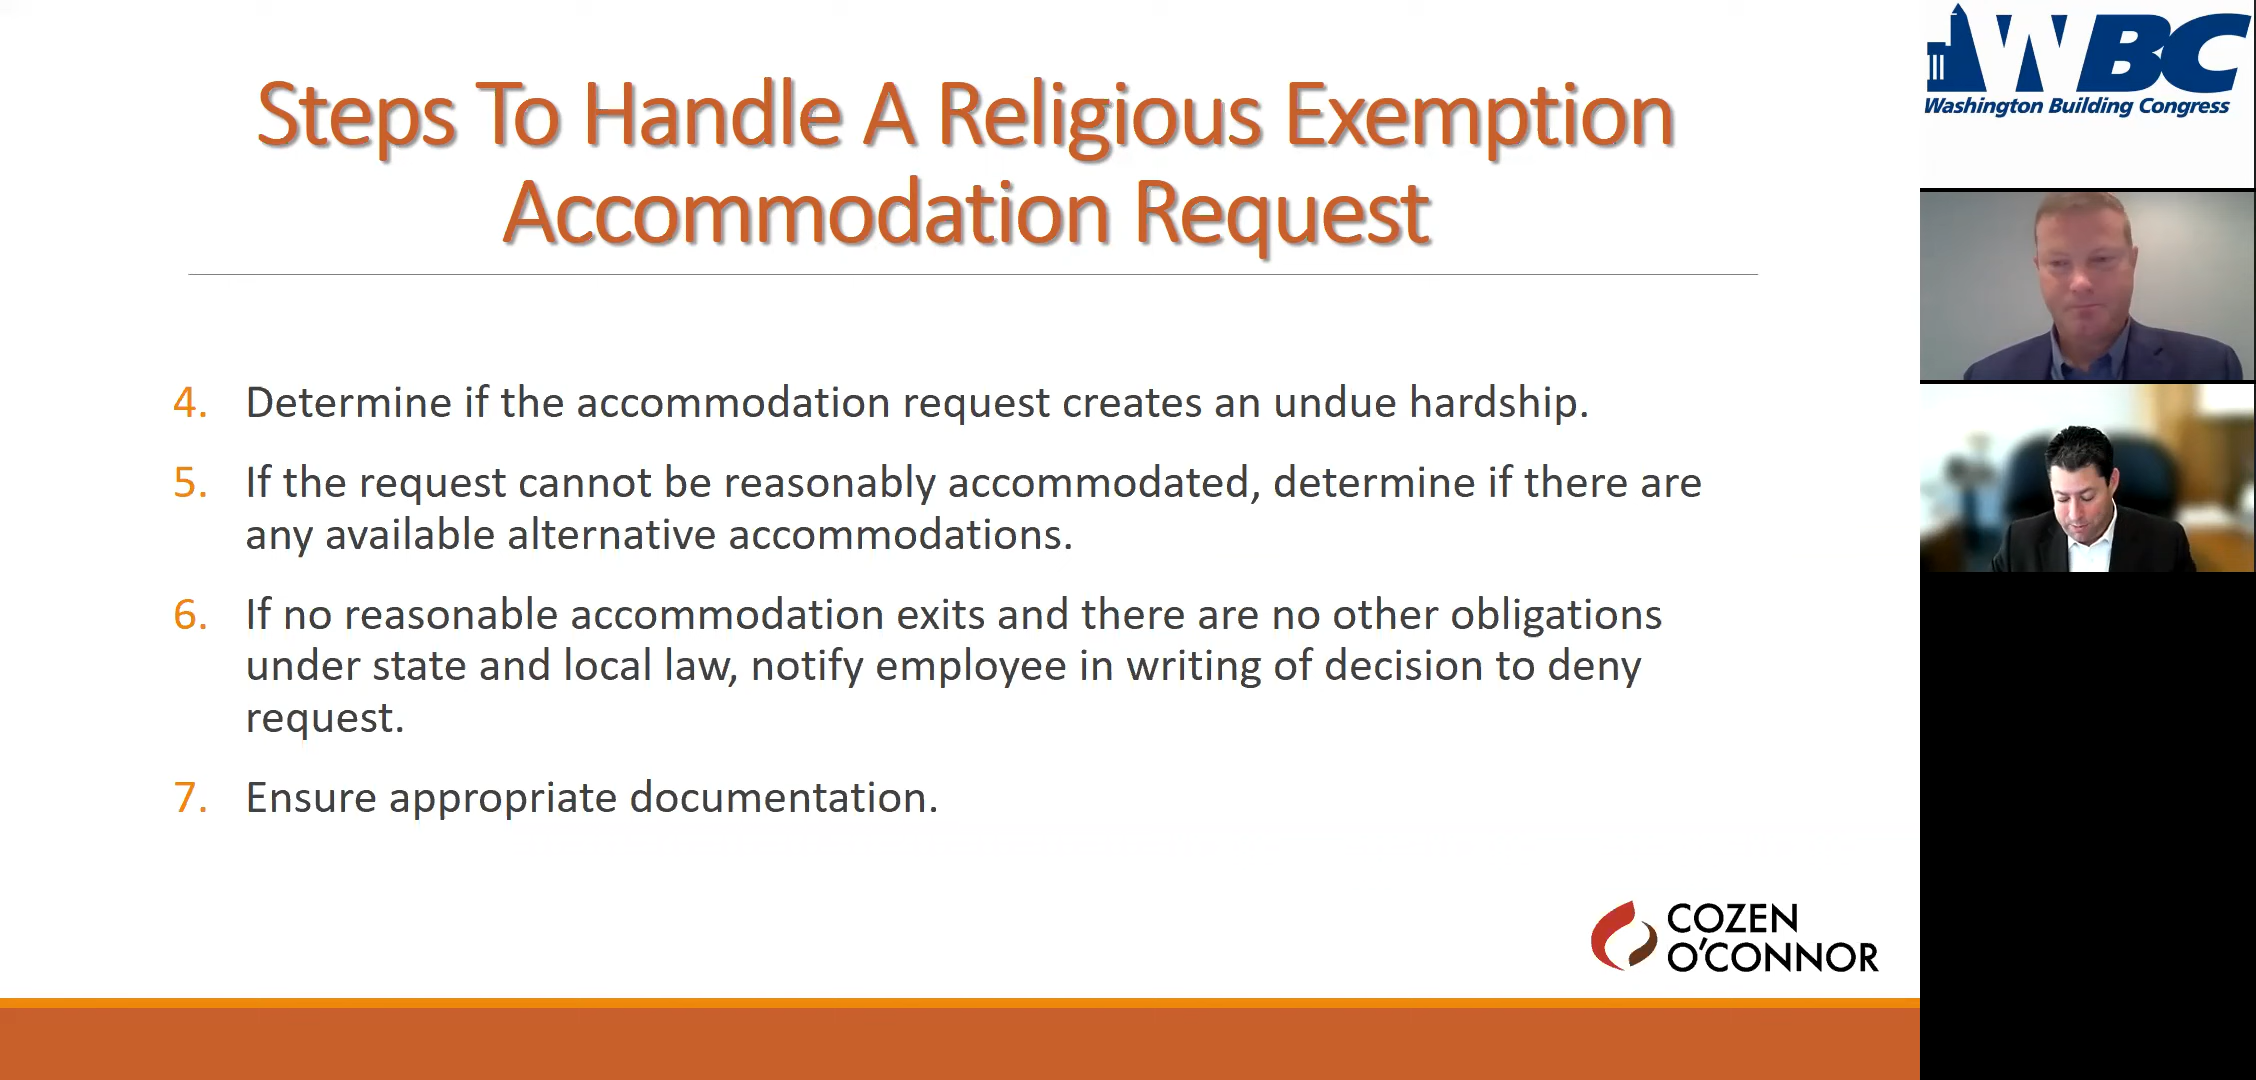 Steps To Handle A Religious Exemption
Accommodation Request
4. Determine if the accommodation request creates an undue hardship.
5. If the request cannot be reasonably accommodated, determine if there are
any available alternative accommodations.
6. If no reasonable accommodation exits and there are no other obligations
under state and local law, notify employee in writing of decision to deny
request.
7. Ensure appropriate documentation.
COZEN
O'CONNOR
WBC
Washington Building Congress